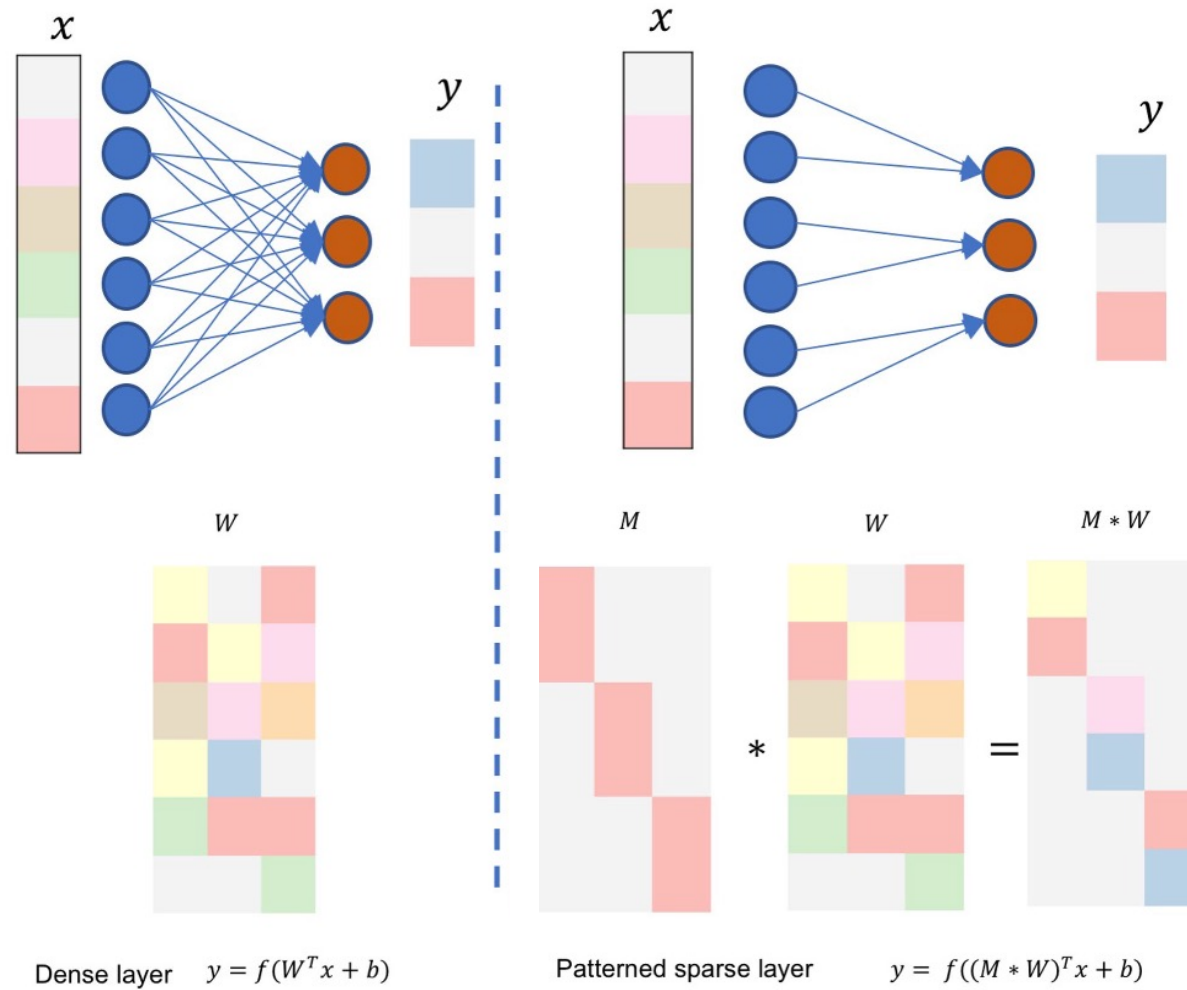 x
y
x
y
W
M
W
M * W
*
=
Dense layer y = f(W^T x + b)
Patterned sparse layer y = f((M * W)^T x + b)